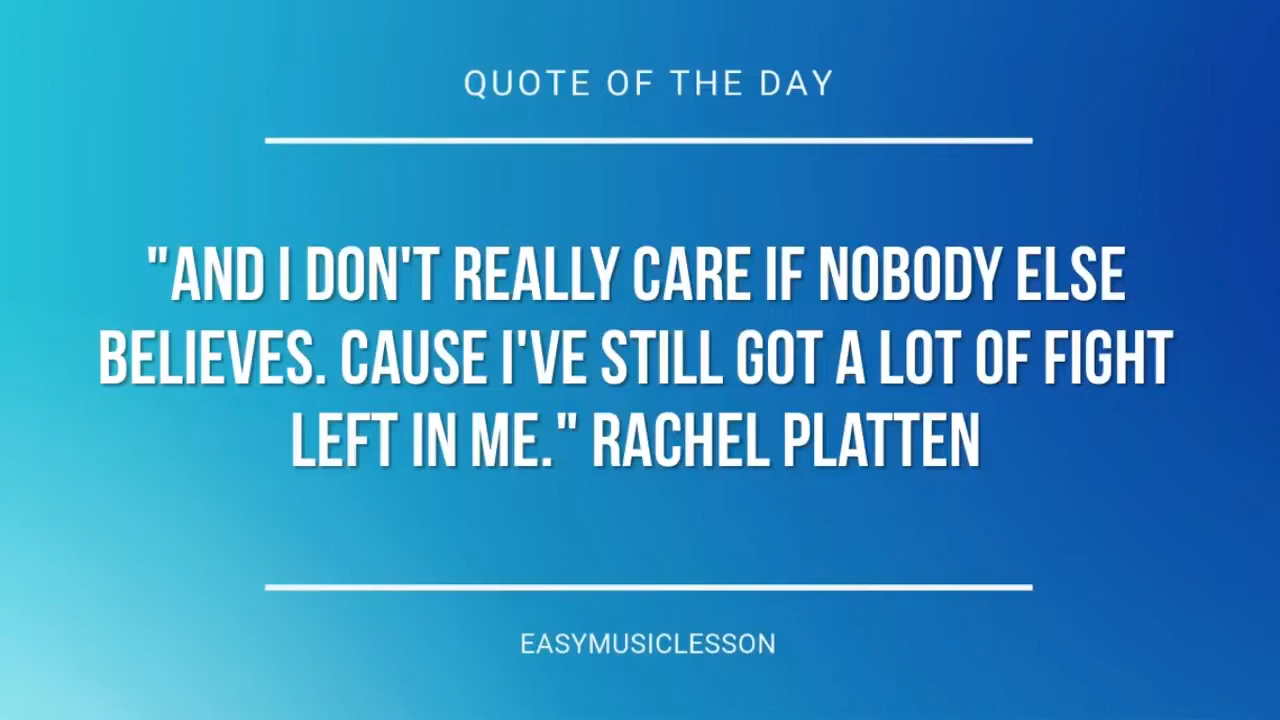 QUOTE OF THE DAY
"AND I DON'T REALLY CARE IF NOBODY ELSE
BELIEVES. CAUSE I'VE STILL GOT A LOT OF FIGHT
LEFT IN ME." RACHEL PLATTEN
EASYMUSICLESSON